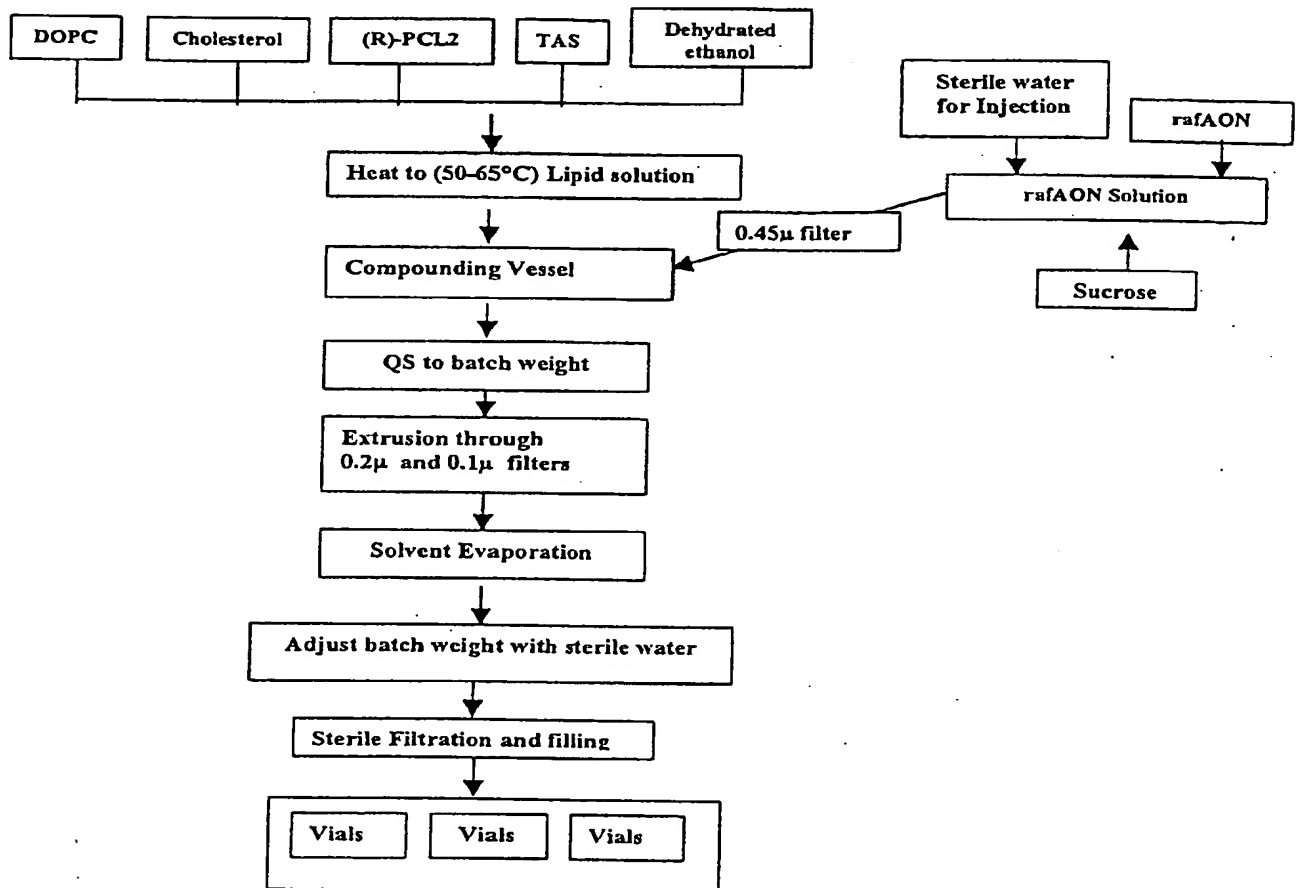 DOPC
Cholesterol
(R)-PCL2
TAS
Dehydrated
ethanol
Sterile water
for Injection
rafAON
Heat to (50-65°C) Lipid solution
rafAON Solution
0.45µ filter
Compounding Vessel
Sucrose
QS to batch weight
Extrusion through
0.2µ and 0.1µ filters
Solvent Evaporation
Adjust batch weight with sterile water
Sterile Filtration and filling
Vials
Vials
Vials